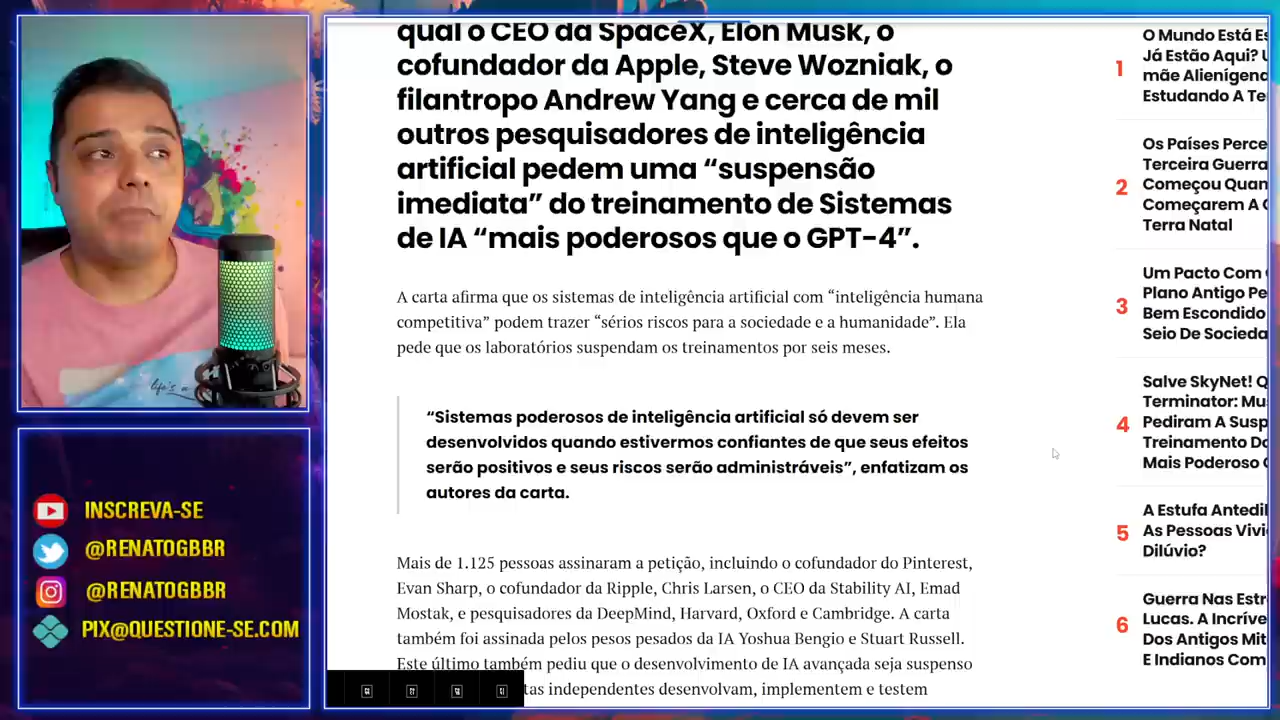 qual o CEO da SpaceX, Elon Musk, o
cofundador da Apple, Steve Wozniak, o
filantropo Andrew Yang e cerca de mil
outros pesquisadores de inteligência
artificial pedem uma “suspensão
imediata” do treinamento de Sistemas
de IA “mais poderosos que o GPT-4”.
A carta afirma que os sistemas de inteligência artificial com “inteligência humana
competitiva” podem trazer “sérios riscos para a sociedade e a humanidade”. Ela
pede que os laboratórios suspendam os treinamentos por seis meses.
“Sistemas poderosos de inteligência artificial só devem ser
desenvolvidos quando estivermos confiantes de que seus efeitos
serão positivos e seus riscos serão administráveis”, enfatizam os
autores da carta.
Mais de 1.125 pessoas assinaram a petição, incluindo o cofundador do Pinterest,
Evan Sharp, o cofundador da Ripple, Chris Larsen, o CEO da Stability AI, Emad
Mostak, e pesquisadores da DeepMind, Harvard, Oxford e Cambridge. A carta
também foi assinada pelos pesos pesados da IA Yoshua Bengio e Stuart Russell.
Este último também pediu que o desenvolvimento de IA avançada seja suspenso
tas independentes desenvolvam, implementem e testem
1
O Mundo Está Es
Já Estão Aqui? U
mãe Alienígena
Estudando A Te
2
Os Países Perce
Terceira Guerra
Começou Quan
Começarem A
Terra Natal
3
Um Pacto Com
Plano Antigo Pe
Bem Escondido
Seio De Socieda
4
Salve SkyNet! Q
Terminator: Mu
Pediram A Susp
Treinamento Do
Mais Poderoso
5
A Estufa Antedil
As Pessoas Vivi
Dilúvio?
6
Guerra Nas Estr
Lucas. A Incríve
Dos Antigos Mit
E Indianos Com
life's a
INSCREVA-SE
@RENATOGBBR
@RENATOGBBR
PIX@QUESTIONE-SE.COM